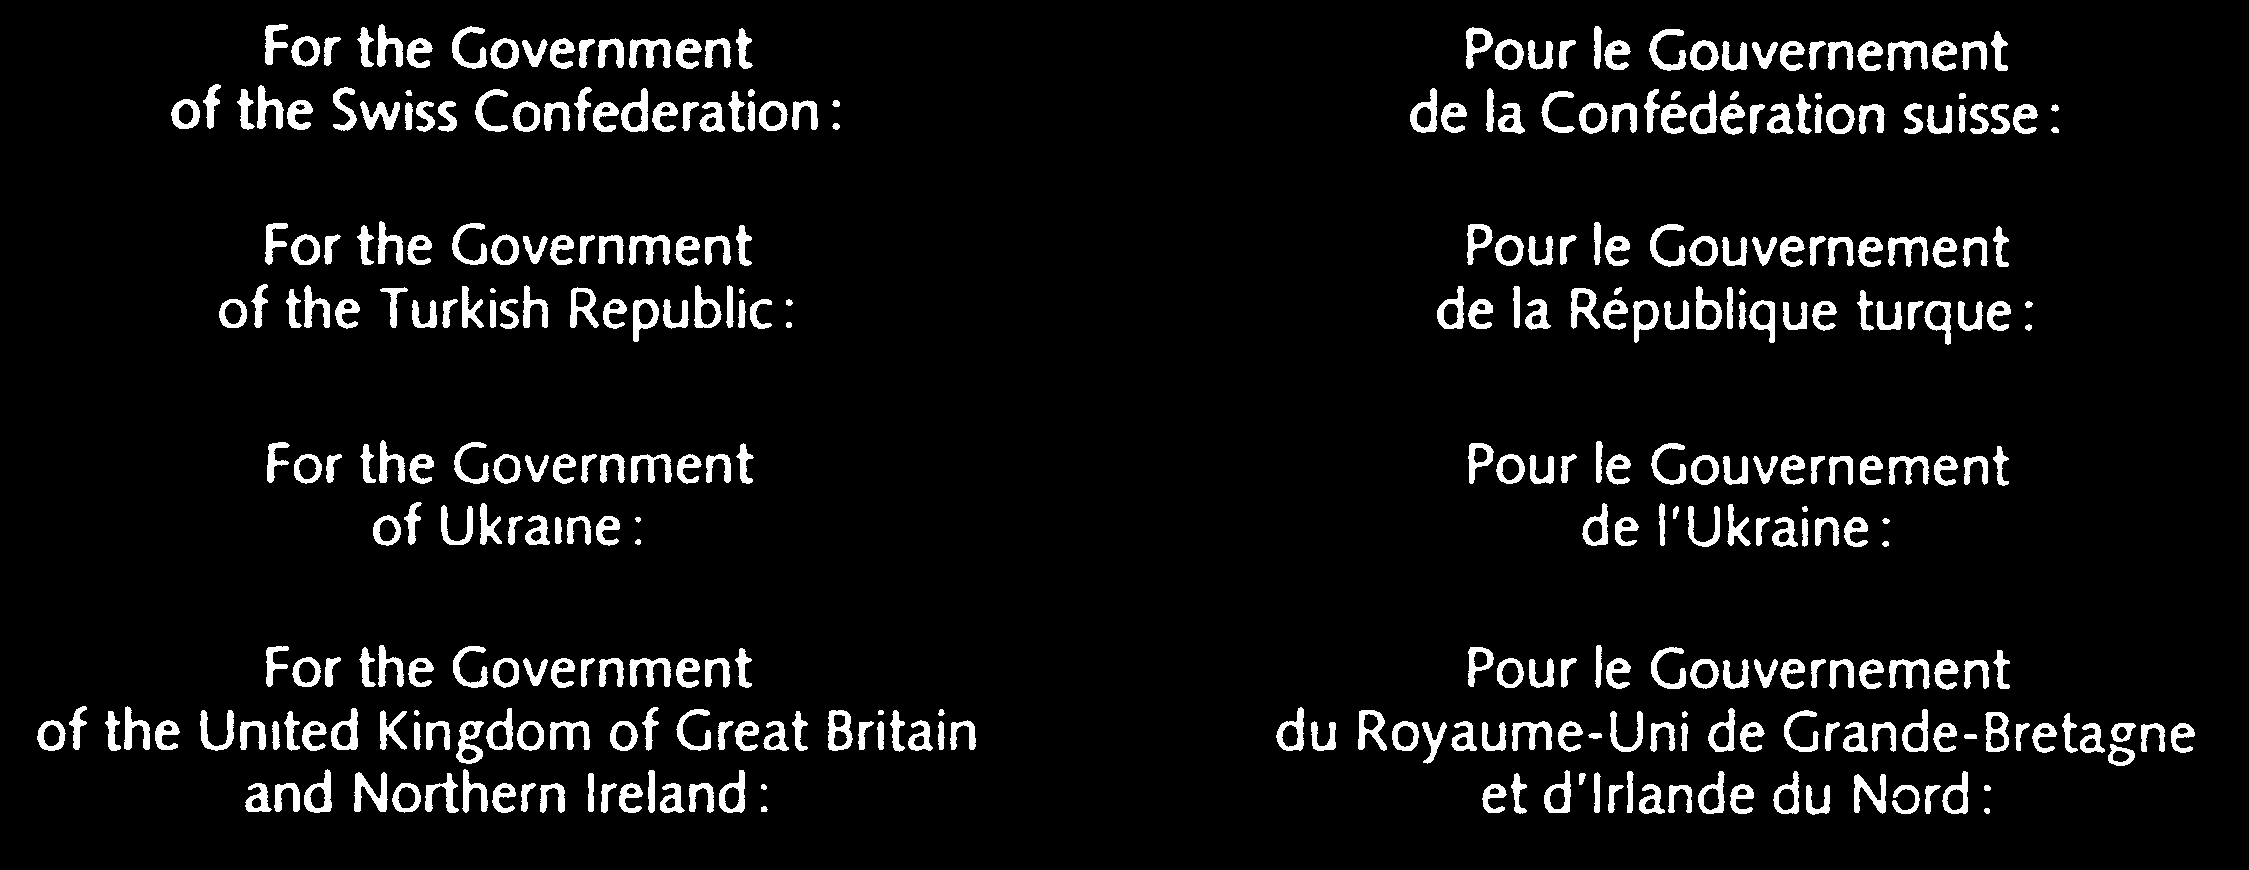 For the Government
of the Swiss Confederation:
Pour le Gouvernement
de la Confédération suisse:
For the Government
of the Turkish Republic:
Pour le Gouvernement
de la République turque:
For the Government
of Ukraine:
Pour le Gouvernement
de l'Ukraine:
For the Government
of the United Kingdom of Great Britain
and Northern Ireland:
Pour le Gouvernement
du Royaume-Uni de Grande-Bretagne
et d'Irlande du Nord: